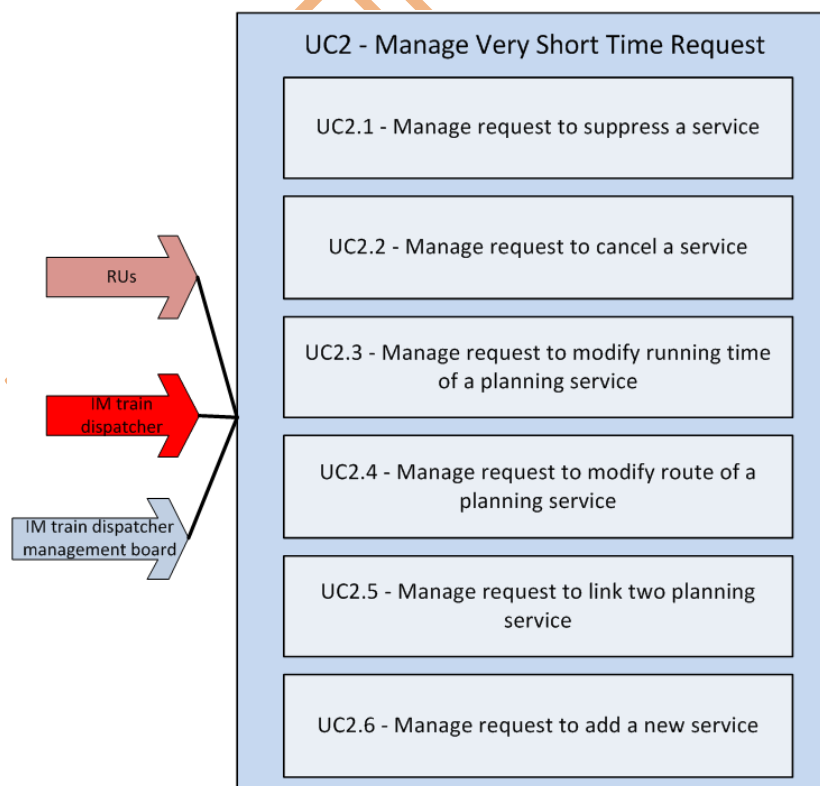 UC2 - Manage Very Short Time Request
UC2.1 - Manage request to suppress a service
UC2.2 - Manage request to cancel a service
RUs
UC2.3 - Manage request to modify running time
of a planning service
IM train
dispatcher
UC2.4 - Manage request to modify route of a
planning service
IM train dispatcher
management board
UC2.5 - Manage request to link two planning
service
UC2.6 - Manage request to add a new service